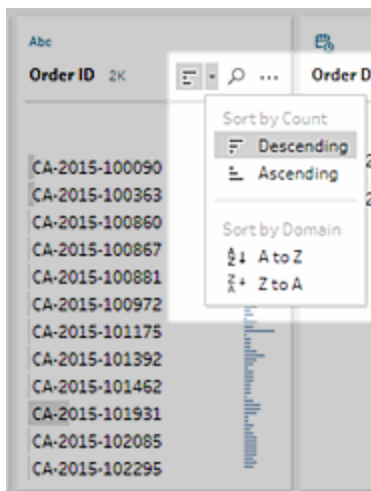 Abc
Order ID 2K
Order D
Sort by Count
Descending
Ascending
Sort by Domain
A to Z
Z to A
2
2
CA-2015-100090
CA-2015-100363
CA-2015-100860
CA-2015-100867
CA-2015-100881
CA-2015-100972
CA-2015-101175
CA-2015-101392
CA-2015-101462
CA-2015-101931
CA-2015-102085
CA-2015-102295